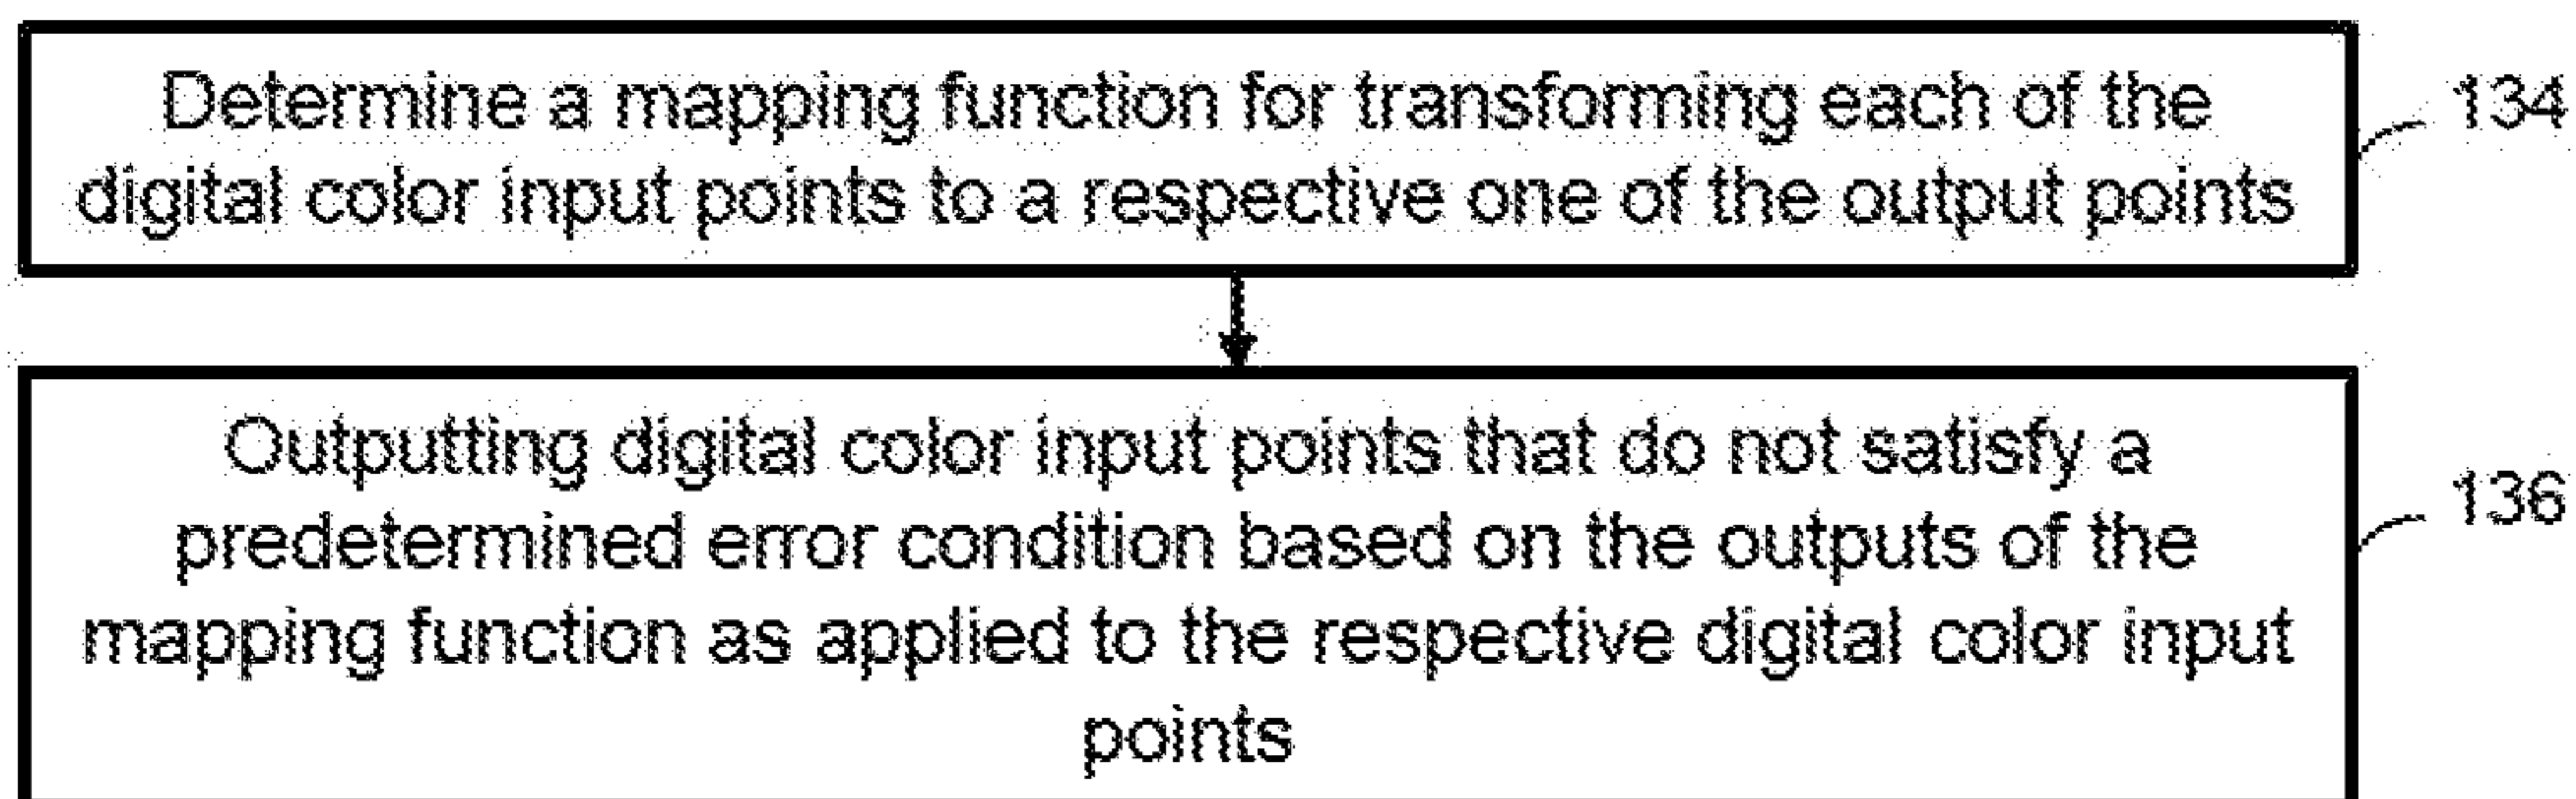 Determine a mapping function for transforming each of the
134
digital color input points to a respective one of the output points
Outputting digital color input points that do not satisfy a
136
predetermined error condition based on the outputs of the
mapping function as applied to the respective digital color input
points